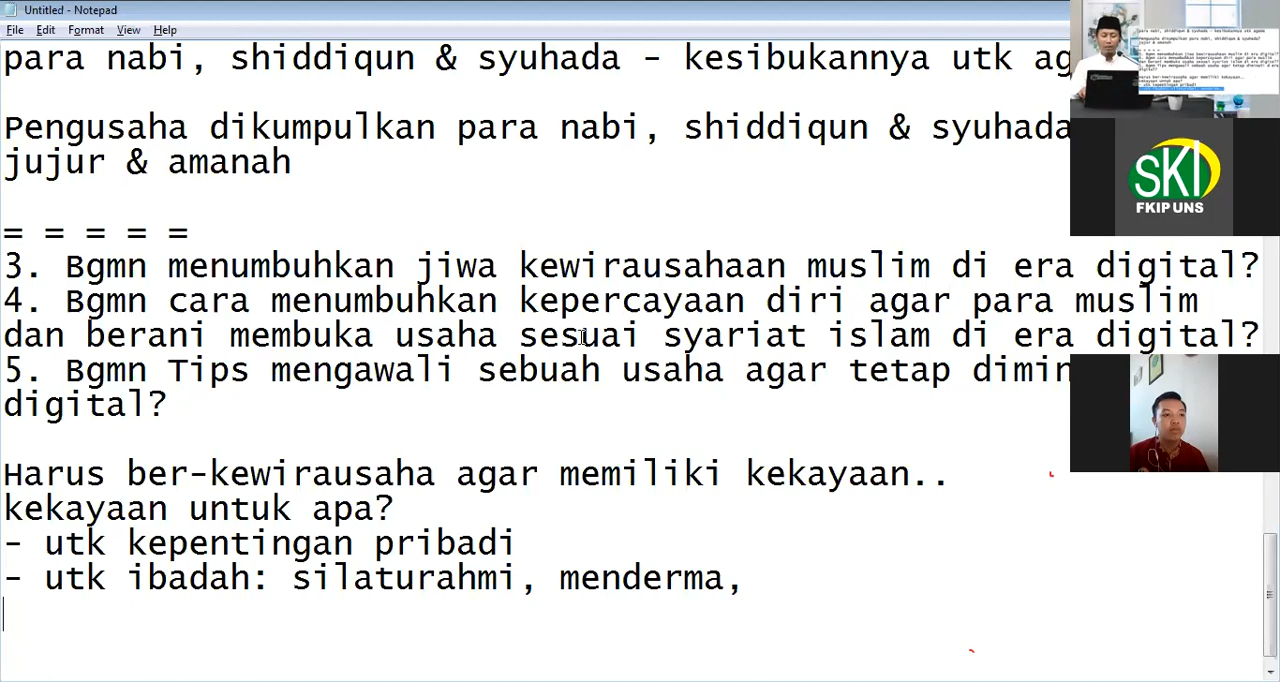 Untitled - Notepad
File Edit Format View Help
para nabi, shiddiqun & syuhada - kesibukannya utk ag
Pengusaha dikumpulkan para nabi, shiddiqun & syuhada
jujur & amanah
= = = = =
3. Bgmn menumbuhkan jiwa kewirausahaan muslim di era digital?
4. Bgmn cara menumbuhkan kepercayaan diri agar para muslim
dan berani membuka usaha sesuai syariat islam di era digital?
5. Bgmn Tips mengawali sebuah usaha agar tetap dimin
digital?
Harus ber-kewirausaha agar memiliki kekayaan..
kekayaan untuk apa?
- utk kepentingan pribadi
- utk ibadah: silaturahmi, menderma,
SKI
FKIP UNS